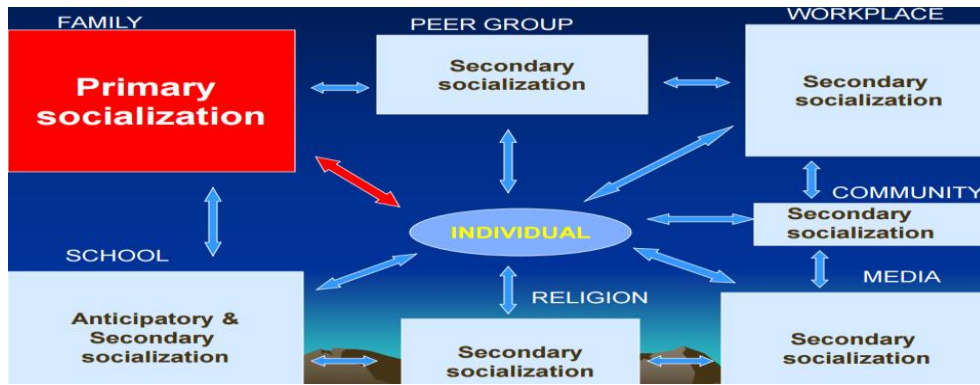 FAMILY
Primary
socialization
PEER GROUP
Secondary
socialization
WORKPLACE
Secondary
socialization
COMMUNITY
Secondary
socialization
INDIVIDUAL
SCHOOL
Anticipatory &
Secondary
socialization
RELIGION
Secondary
socialization
MEDIA
Secondary
socialization